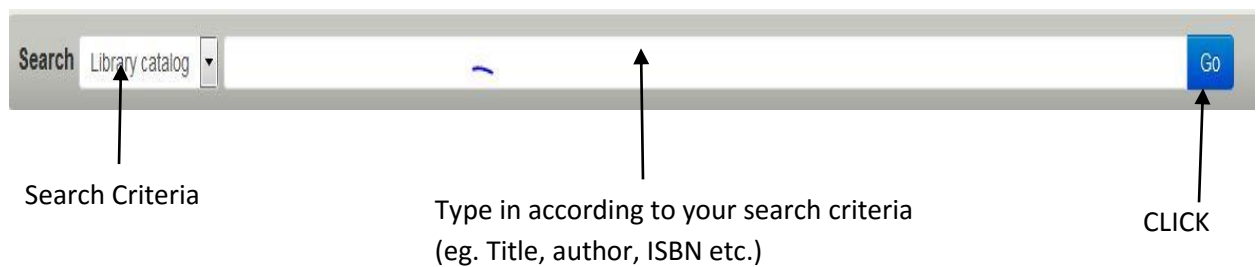 Search Library catalog Go
Search Criteria
Type in according to your search criteria
(eg. Title, author, ISBN etc.)
CLICK